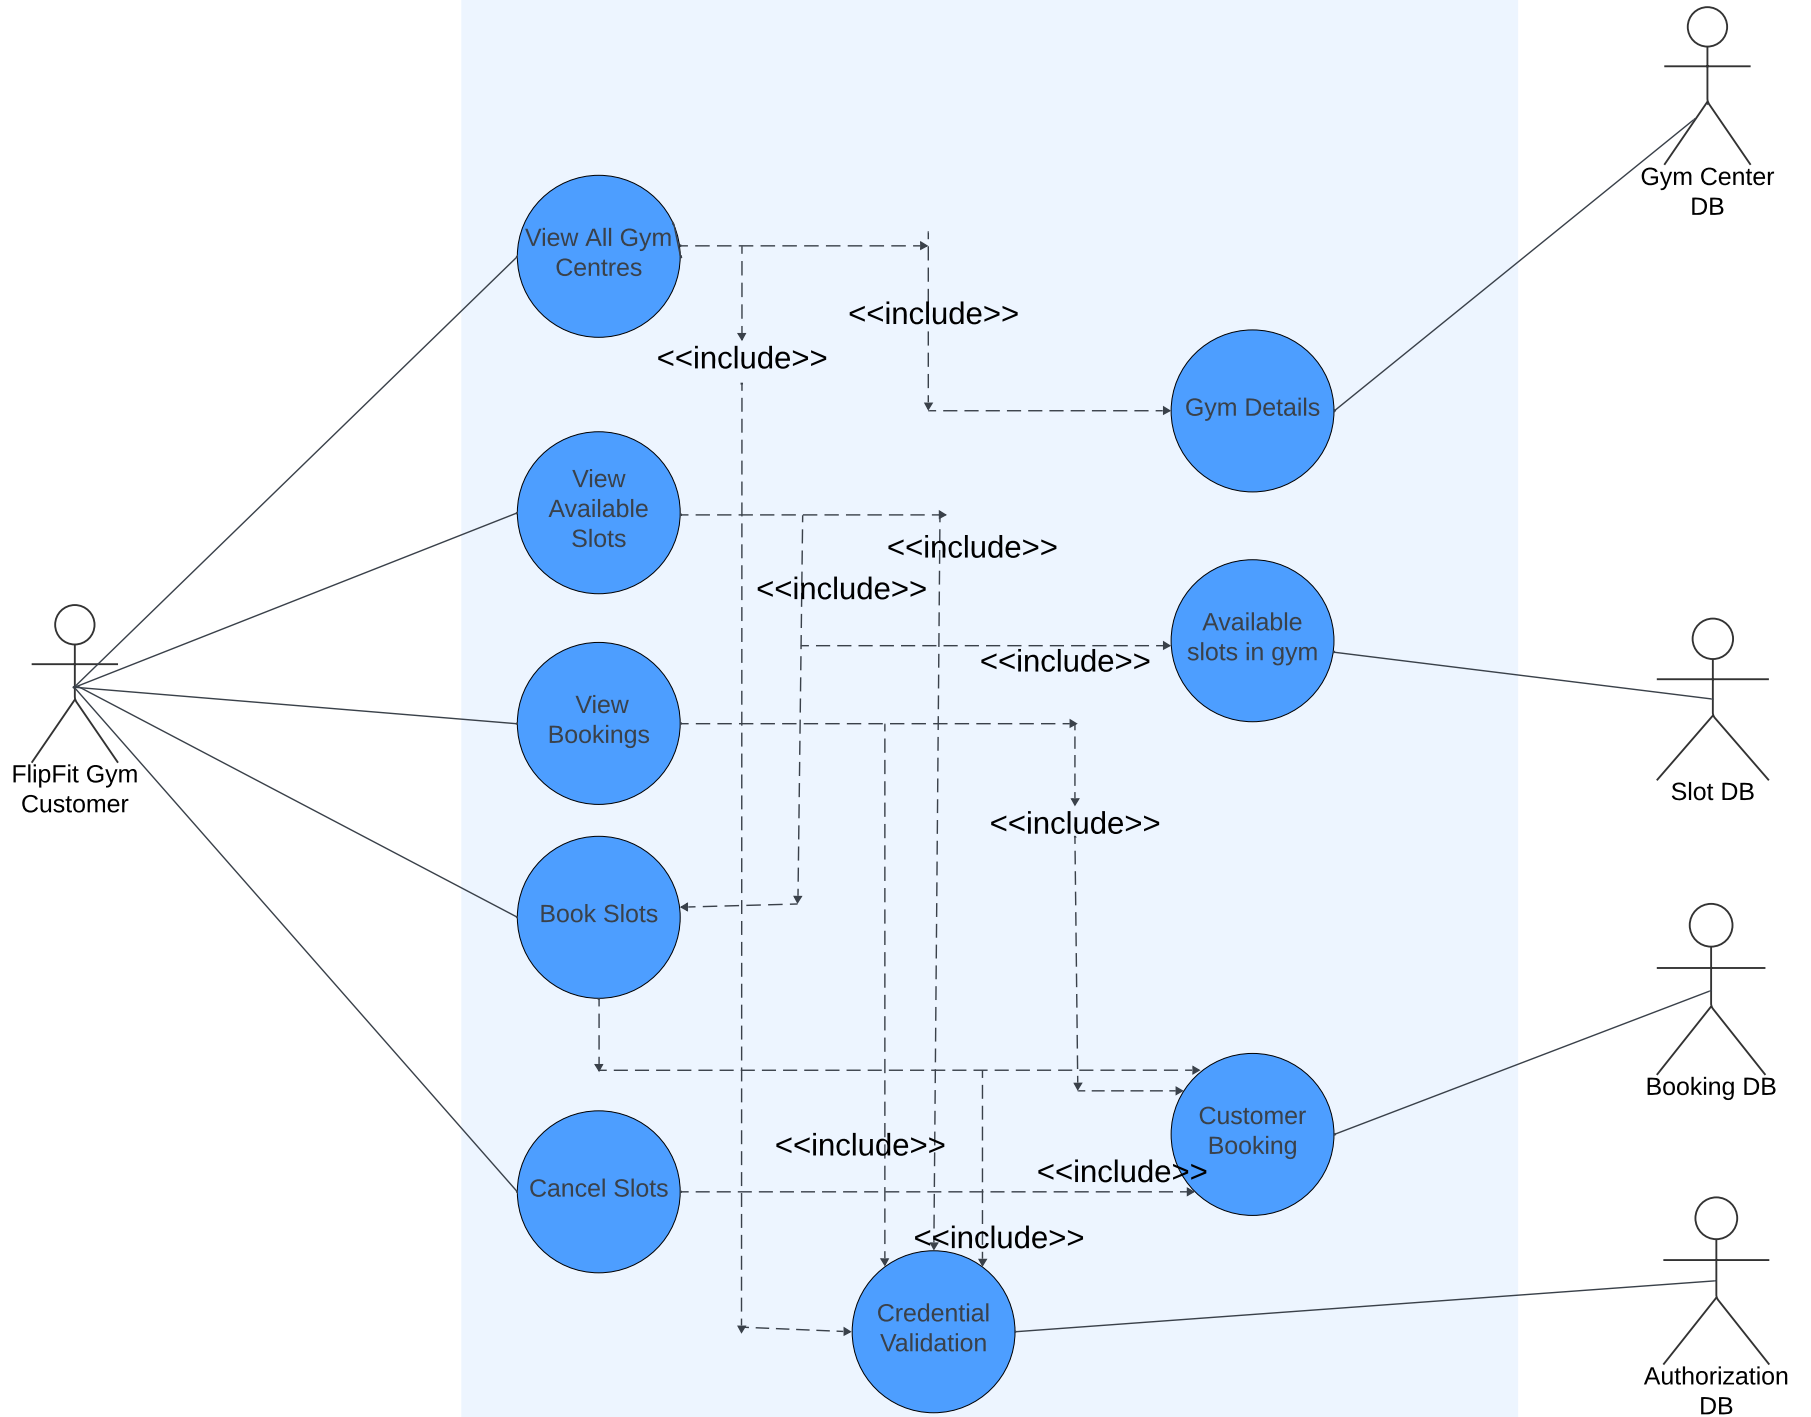 Gym Center
DB
View All Gym
Centres
<<include>>
<<include>>
Gym Details
View
Available
Slots
<<include>>
<<include>>
Available
slots in gym
<<include>>
View
Bookings
FlipFit Gym
Customer
Slot DB
<<include>>
Book Slots
Booking DB
Customer
Booking
<<include>>
<<include>>
Cancel Slots
<<include>>
Credential
Validation
Authorization
DB